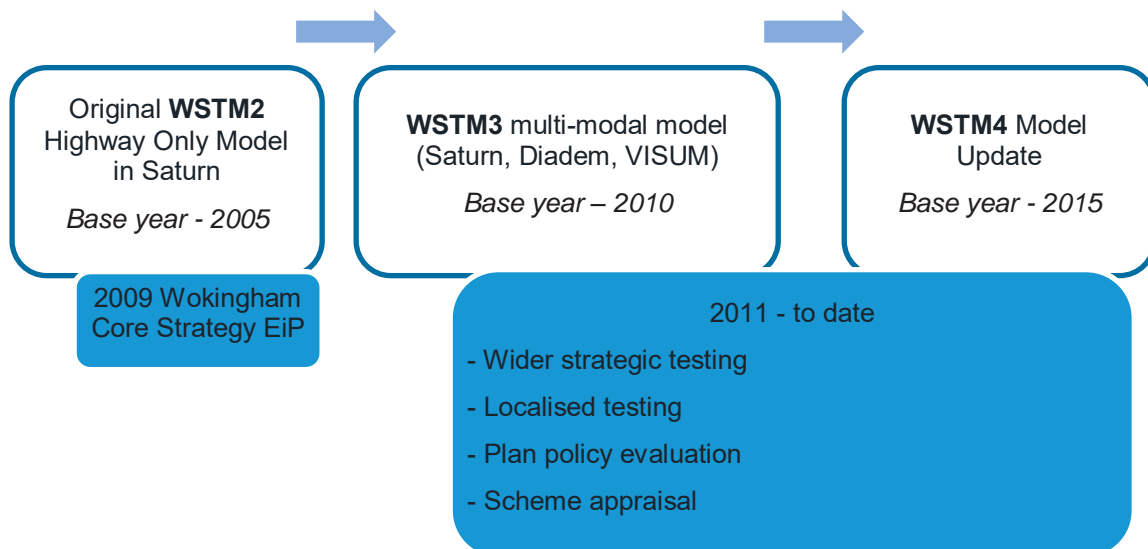 Original WSTM2
Highway Only Model
in Saturn
Base year - 2005
WSTM3 multi-modal model
(Saturn, Diadem, VISUM)
Base year – 2010
WSTM4 Model
Update
Base year - 2015
2009 Wokingham
Core Strategy EiP
2011 - to date
- Wider strategic testing
- Localised testing
- Plan policy evaluation
- Scheme appraisal